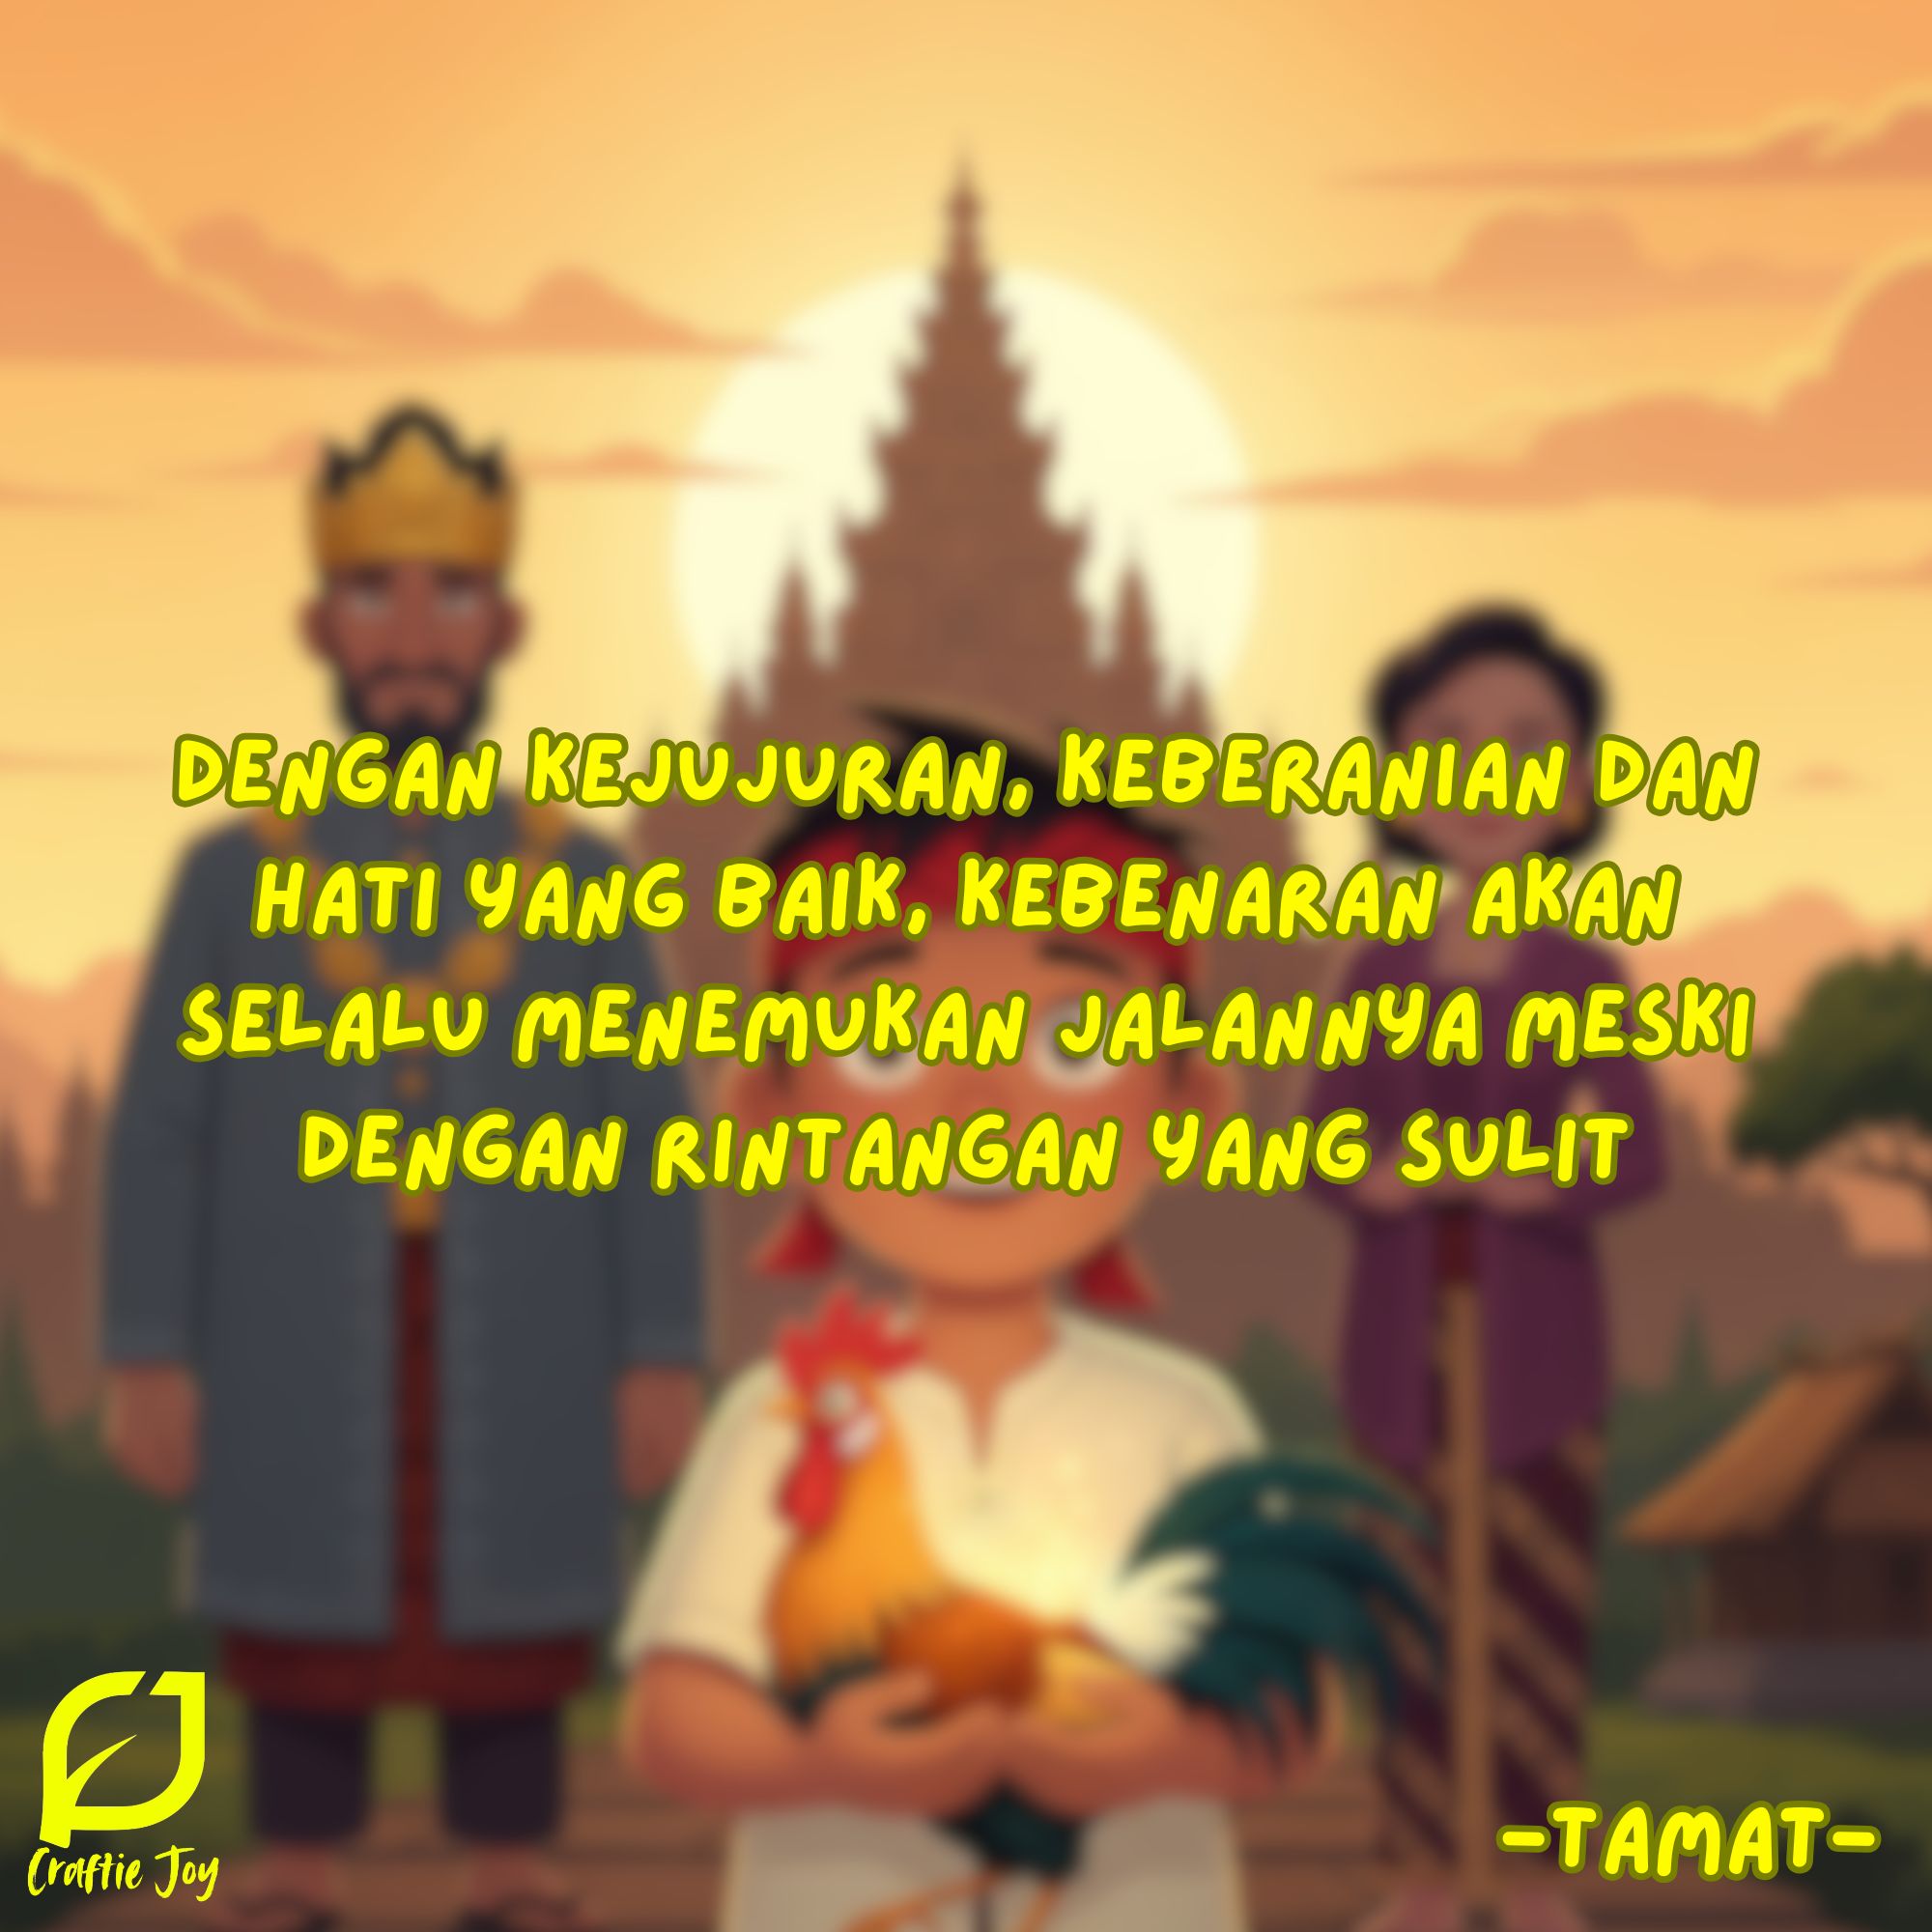 DENGAN KEJUJURAN, KEBERANIAN DAN
HATI YANG BAIK, KEBENARAN AKAN
SELALU MENEMUKAN JALANNYA MESKI
DENGAN RINTANGAN YANG SULIT
-TAMAT-
Craftie Joy